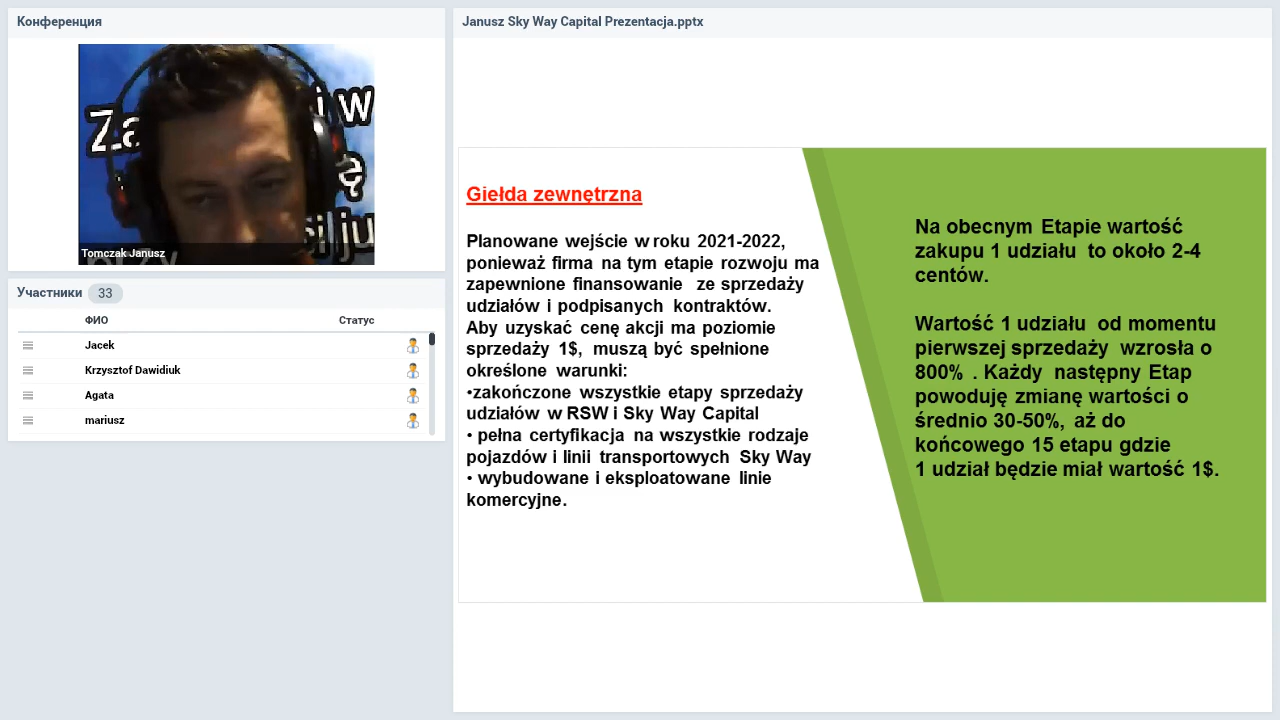 Конференция
Za
i w
ę
sil ju
przy
Tomczak Janusz
Участники 33
ФИО Статус
Jacek
Krzysztof Dawidiuk
Agata
mariusz
Janusz Sky Way Capital Prezentacja.pptx
Giełda zewnętrzna
Planowane wejście w roku 2021-2022,
ponieważ firma na tym etapie rozwoju ma
zapewnione finansowanie ze sprzedaży
udziałów i podpisanych kontraktów.
Aby uzyskać cenę akcji ma poziomie
sprzedaży 1$, muszą być spełnione
określone warunki:
•zakończone wszystkie etapy sprzedaży
udziałów w RSW i Sky Way Capital
• pełna certyfikacja na wszystkie rodzaje
pojazdów i linii transportowych Sky Way
• wybudowane i eksploatowane linie
komercyjne.
Na obecnym Etapie wartość
zakupu 1 udziału to około 2-4
centów.
Wartość 1 udziału od momentu
pierwszej sprzedaży wzrosła o
800% . Każdy następny Etap
powoduję zmianę wartości o
średnio 30-50%, aż do
końcowego 15 etapu gdzie
1 udział będzie miał wartość 1$.